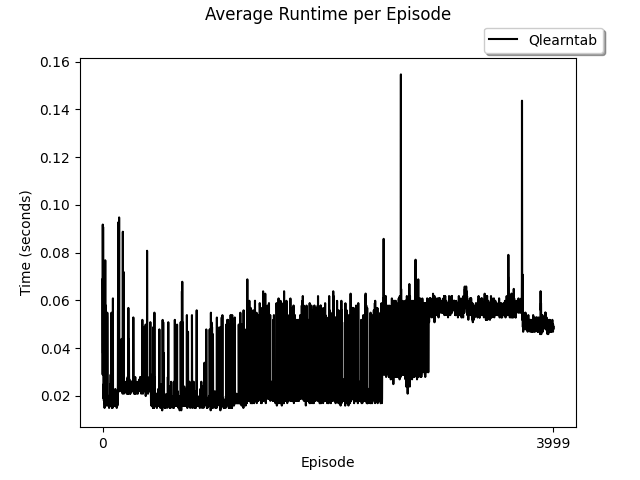 Average Runtime per Episode
Qlearntab
0.16
0.14
0.12
0.10
0.08
0.06
0.04
0.02
Time (seconds)
0
3999
Episode